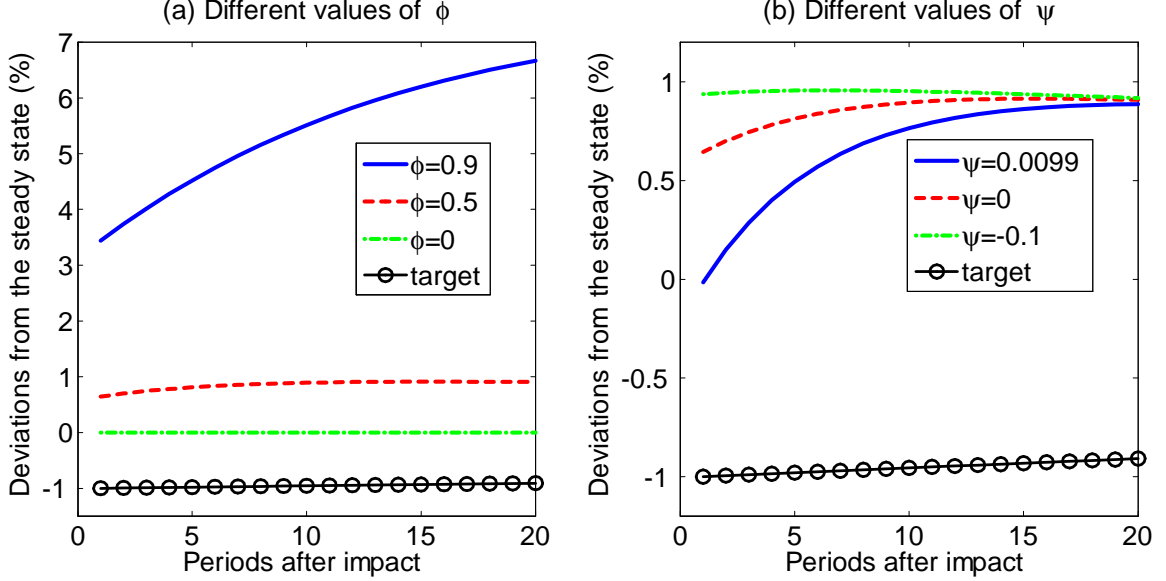 (a) Different values of ϕ
Deviations from the steady state (%)
7
6
5
4
3
2
1
0
-1
ϕ=0.9
ϕ=0.5
ϕ=0
target
0
5
10
15
20
Periods after impact
(b) Different values of ψ
Deviations from the steady state (%)
1
0.5
0
-0.5
-1
ψ=0.0099
ψ=0
ψ=-0.1
target
0
5
10
15
20
Periods after impact